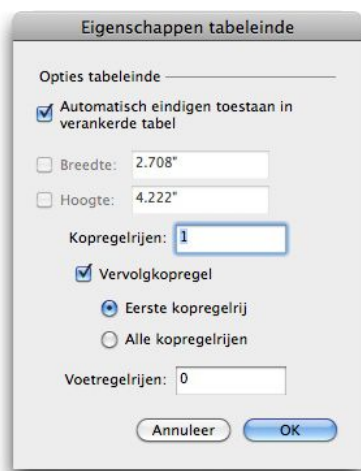 Eigenschappen tabeleinde
Opties tabeleinde
Automatisch eindigen toestaan in
verankerde tabel
Breedte: 2.708"
Hoogte: 4.222"
Kopregelrijen: 1
Vervolgkopregel
Eerste kopregelrij
Alle kopregelrijen
Voetregelrijen: 0
Annuleer OK